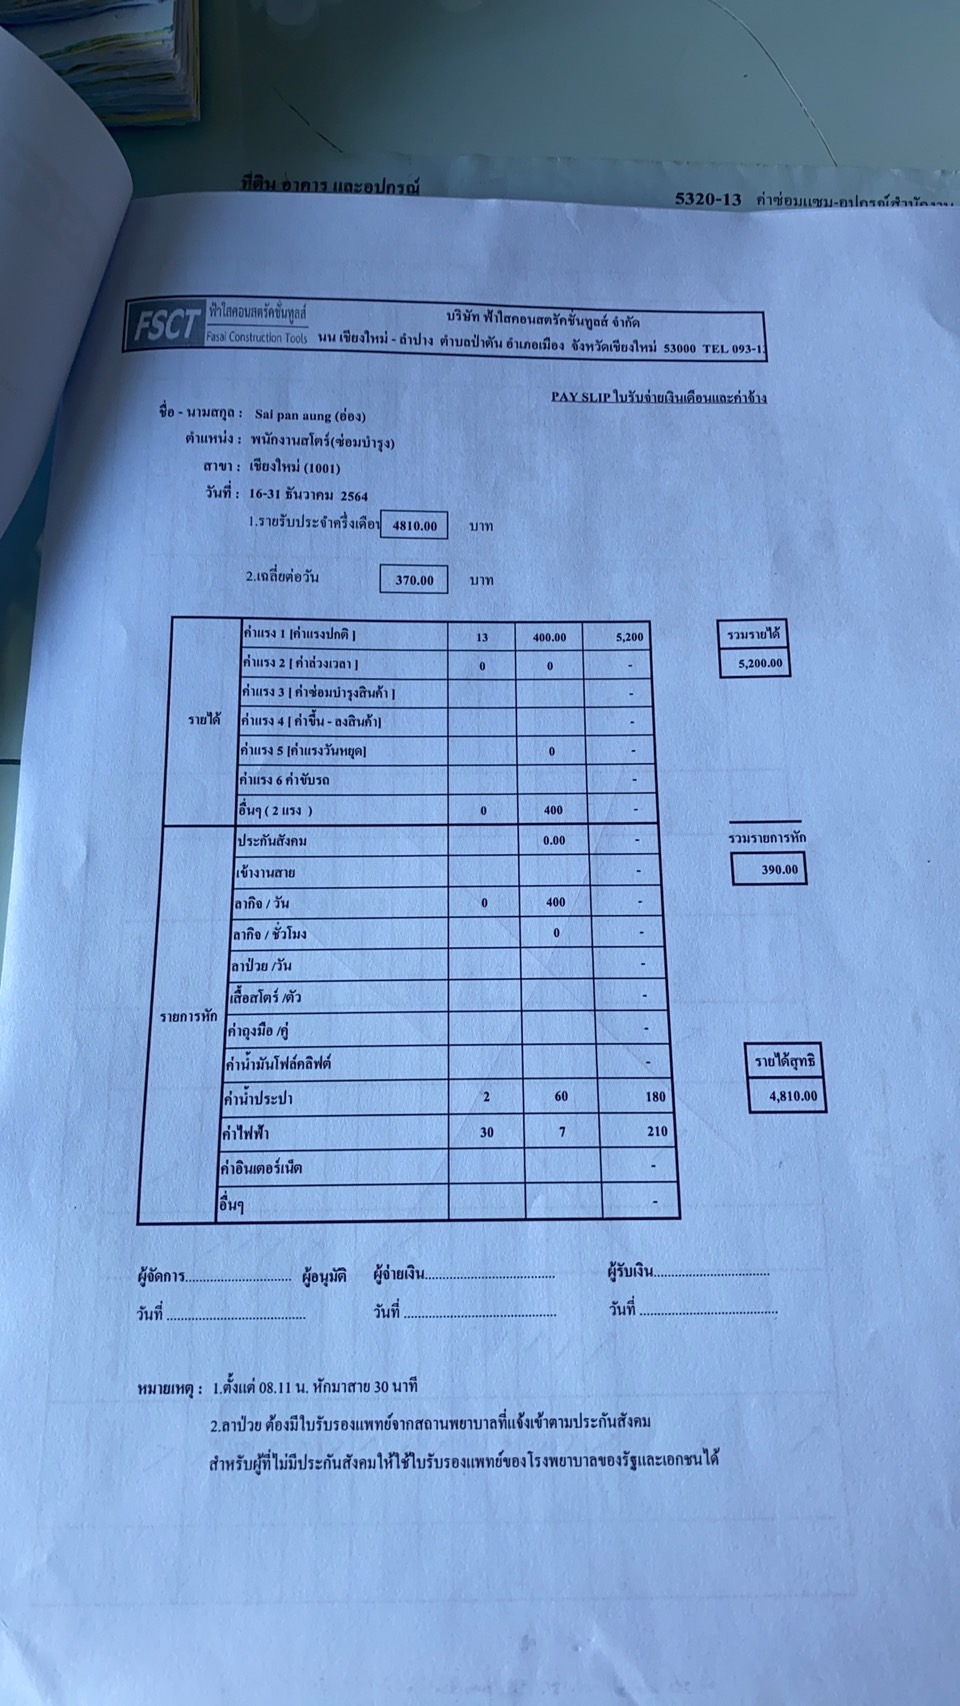 ที่ดิน อาคาร และอุปกรณ์
5320-13 ค่าซ่อมแซม-อุปกรณ์สำนักงาน
FSCT ฟ้าใสคอนสตรัคชั่นทูลส์
Fasai Construction Tools
บริษัท ฟ้าใสคอนสตรัคชั่นทูลส์ จำกัด
นน เชียงใหม่ - ลำปาง ตำบลป่าตัน อำเภอเมือง จังหวัดเชียงใหม่ 53000 TEL 093-1
PAY SLIP ใบรับจ่ายเงินเดือนและค่าจ้าง
ชื่อ - นามสกุล : Sal pan aung (อ่อง)
ตำแหน่ง : พนักงานสโตร์(ซ่อมบำรุง)
สาขา : เชียงใหม่ (1001)
วันที่ : 16-31 ธันวาคม 2564
1.รายรับประจำครึ่งเดือน 4810.00 บาท
2.เฉลี่ยต่อวัน 370.00 บาท
รายได้
ค่าแรง 1 [ค่าแรงปกติ ] 13 400.00 5,200
ค่าแรง 2 [ ค่าล่วงเวลา ] 0 0 -
ค่าแรง 3 [ ค่าซ่อมบำรุงสินค้า ] -
ค่าแรง 4 [ ค่าขึ้น - ลงสินค้า] -
ค่าแรง 5 [ค่าแรงวันหยุด] 0 -
ค่าแรง 6 ค่าขับรถ -
อื่นๆ ( 2 แรง ) 0 400 -
รวมรายได้
5,200.00
รายการหัก
ประกันสังคม 0.00 -
เข้างานสาย -
ลากิจ / วัน 0 400 -
ลากิจ / ชั่วโมง 0 -
ลาป่วย /วัน -
เสื้อสโตร์ /ตัว -
ค่าถุงมือ /คู่ -
ค่าน้ำมันโฟล์คลิฟต์ -
ค่าน้ำประปา 2 60 180
ค่าไฟฟ้า 30 7 210
ค่าอินเตอร์เน็ต -
อื่นๆ -
รวมรายการหัก
390.00
รายได้สุทธิ
4,810.00
ผู้จัดการ.............................. ผู้อนุมัติ ผู้จ่ายเงิน..................................... ผู้รับเงิน.................................
วันที่ ....................................... วันที่ ........................................... วันที่ .......................................
หมายเหตุ : 1.ตั้งแต่ 08.11 น. หักมาสาย 30 นาที
2.ลาป่วย ต้องมีใบรับรองแพทย์จากสถานพยาบาลที่แจ้งเข้าตามประกันสังคม
สำหรับผู้ที่ไม่มีประกันสังคมให้ใช้ใบรับรองแพทย์ของโรงพยาบาลของรัฐและเอกชนได้